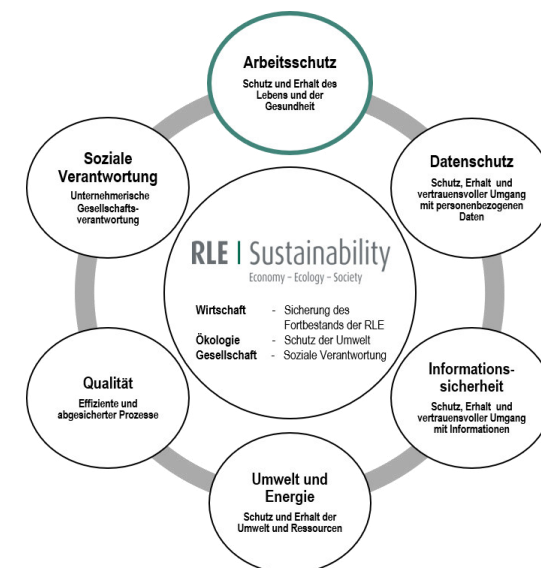 Arbeitsschutz
Schutz und Erhalt des
Lebens und der
Gesundheit
Datenschutz
Schutz, Erhalt und
vertrauensvoller Umgang
mit personenbezogenen
Daten
Informations-
sicherheit
Schutz, Erhalt und
vertrauensvoller Umgang
mit Informationen
Umwelt und
Energie
Schutz und Erhalt der
Umwelt und Ressourcen
Qualität
Effiziente und
abgesicherter Prozesse
Soziale
Verantwortung
Unternehmerische
Gesellschafts-
verantwortung
RLE | Sustainability
Economy – Ecology – Society
Wirtschaft - Sicherung des
Fortbestands der RLE
Ökologie - Schutz der Umwelt
Gesellschaft - Soziale Verantwortung